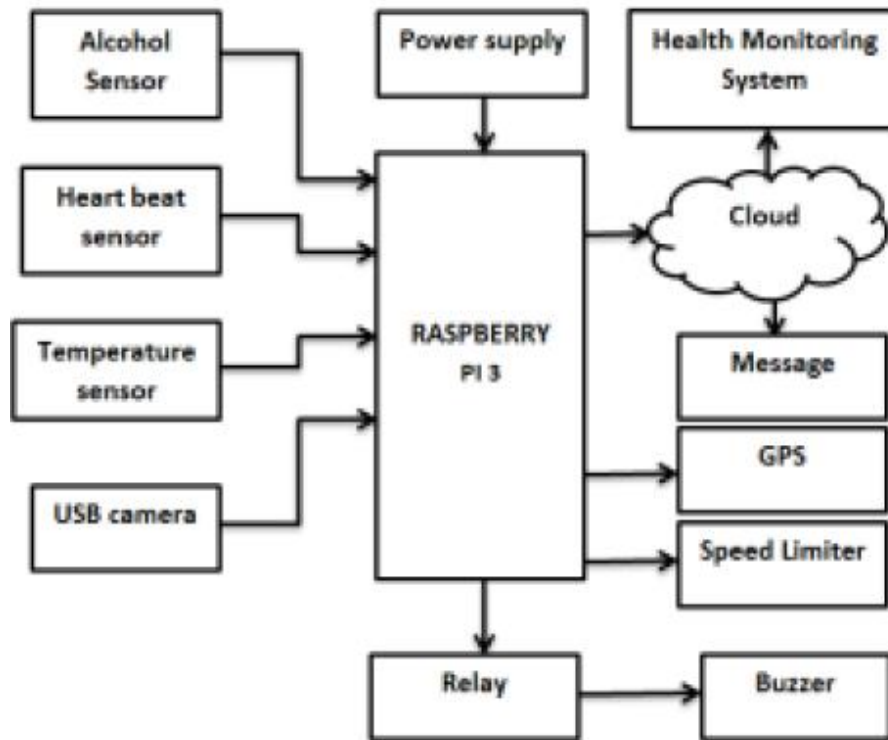 Alcohol
Sensor
Power supply
Health Monitoring
System
Heart beat
sensor
Cloud
Temperature
sensor
RASPBERRY
PI 3
Message
GPS
USB camera
Speed Limiter
Relay
Buzzer